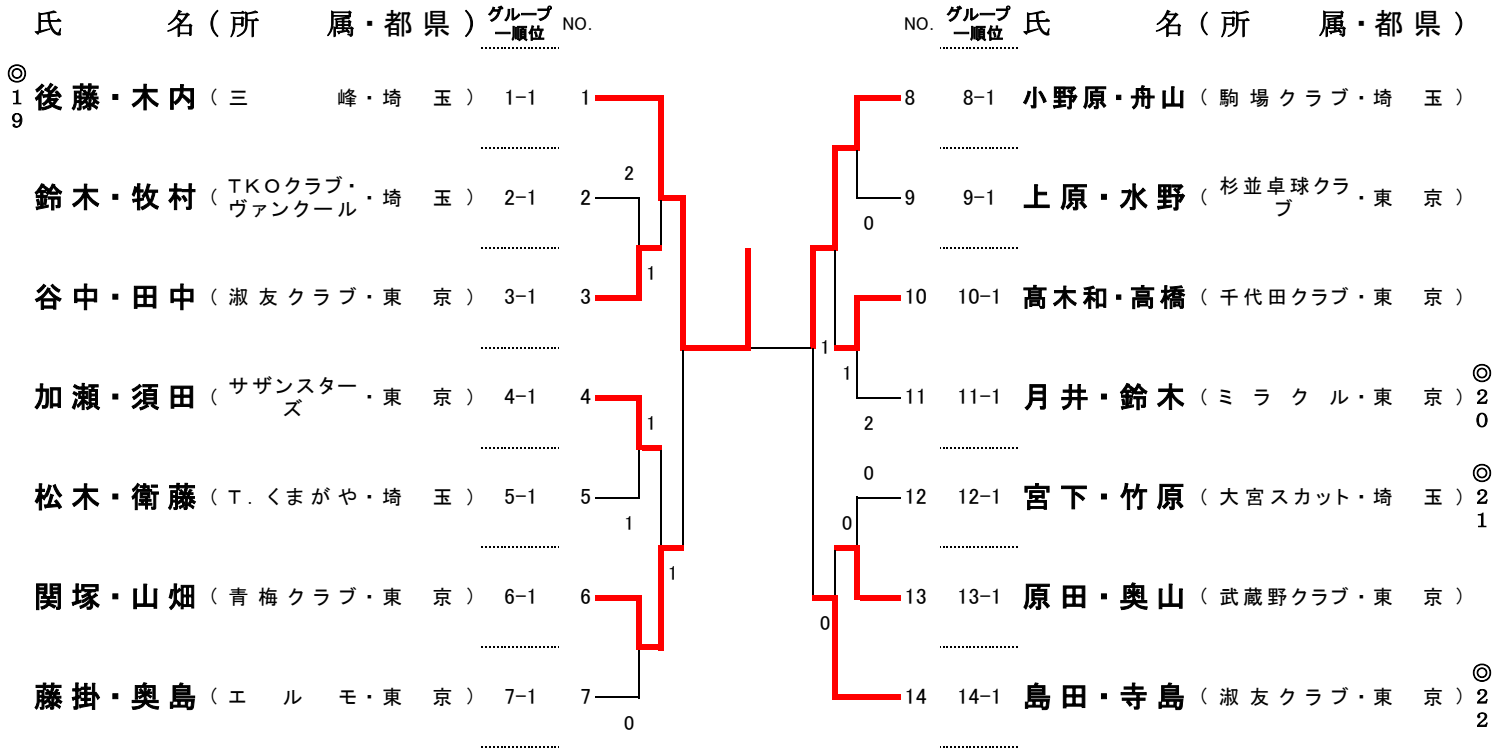 氏 名(所 属・都県) グループ一順位 NO.
NO. グループ一順位 氏 名(所 属・都県)
◎19 後藤・木内 (三 峰・埼 玉) 1-1 1
8 8-1 小野原・舟山 (駒場クラブ・埼 玉)
2
鈴木・牧村 (TKOクラブ・ヴァンクール・埼 玉) 2-1 2
9 9-1 上原・水野 (杉並卓球クラブ・東 京)
0
1
谷中・田中 (淑友クラブ・東 京) 3-1 3
10 10-1 髙木和・高橋 (千代田クラブ・東 京)
1
1
加瀬・須田 (サザンスターズ・東 京) 4-1 4
11 11-1 月井・鈴木 (ミラクル・東 京) ◎20
1
2
0
松木・衛藤 (T.くまがや・埼 玉) 5-1 5
12 12-1 宮下・竹原 (大宮スカット・埼 玉) ◎21
1
0
1
関塚・山畑 (青梅クラブ・東 京) 6-1 6
13 13-1 原田・奥山 (武蔵野クラブ・東 京)
0
藤掛・奥島 (エルモ・東 京) 7-1 7
14 14-1 島田・寺島 (淑友クラブ・東 京) ◎22
0